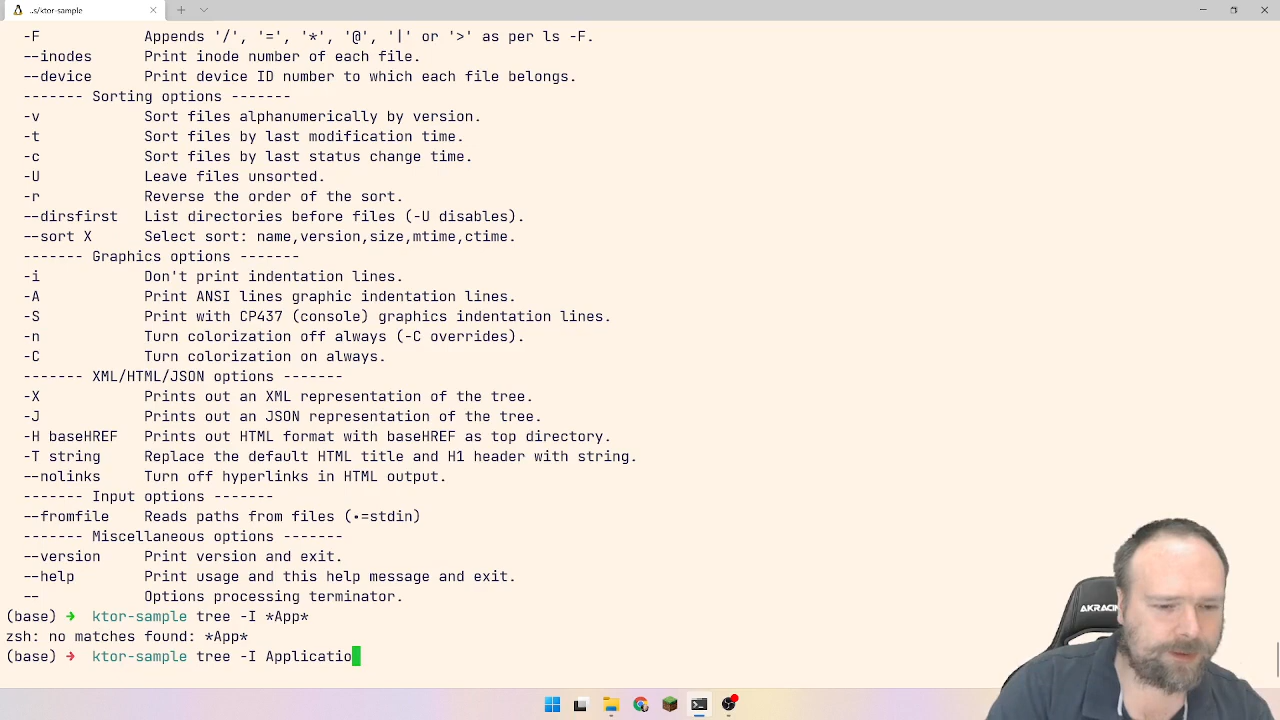 ../ktor-sample
-F Appends '/', '=', '*', '@', '|' or '>' as per ls -F.
--inodes Print inode number of each file.
--device Print device ID number to which each file belongs.
------- Sorting options -------
-v Sort files alphanumerically by version.
-t Sort files by last modification time.
-c Sort files by last status change time.
-U Leave files unsorted.
-r Reverse the order of the sort.
--dirsfirst List directories before files (-U disables).
--sort X Select sort: name,version,size,mtime,ctime.
------- Graphics options -------
-i Don't print indentation lines.
-A Print ANSI lines graphic indentation lines.
-S Print with CP437 (console) graphics indentation lines.
-n Turn colorization off always (-C overrides).
-C Turn colorization on always.
------- XML/HTML/JSON options -------
-X Prints out an XML representation of the tree.
-J Prints out an JSON representation of the tree.
-H baseHREF Prints out HTML format with baseHREF as top directory.
-T string Replace the default HTML title and H1 header with string.
--nolinks Turn off hyperlinks in HTML output.
------- Input options -------
--fromfile Reads paths from files (.=stdin)
------- Miscellaneous options -------
--version Print version and exit.
--help Print usage and this help message and exit.
-- Options processing terminator.
(base) ➜ ktor-sample tree -I *App*
zsh: no matches found: *App*
(base) ➜ ktor-sample tree -I Applicatio
AKRACING